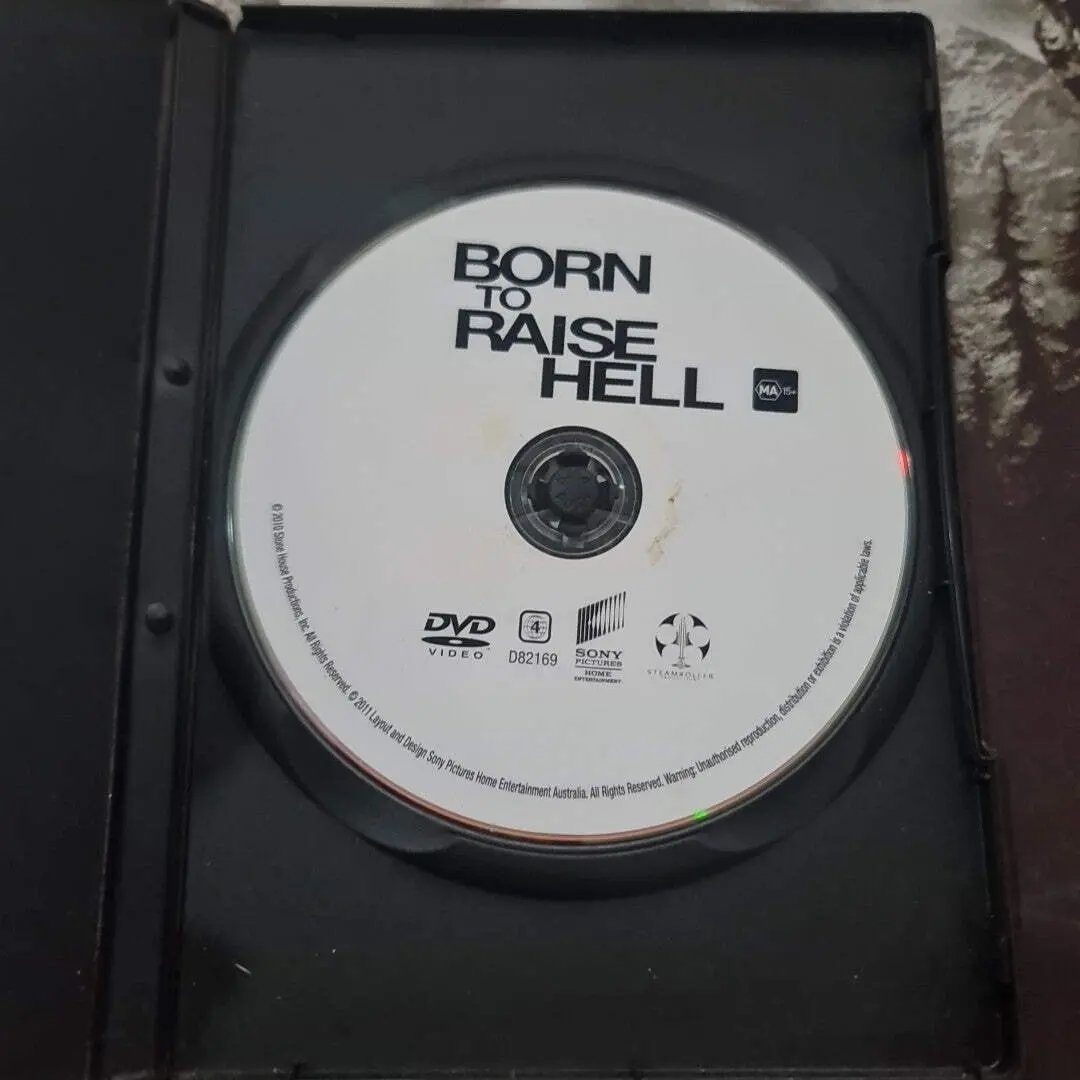 BORN
TO
RAISE
HELL
MA 15+
DVD
VIDEO
4
D82169
SONY
PICTURES
HOME
ENTERTAINMENT
STEAMROLLER
© 2010 Stone House Productions, Inc. All Rights Reserved. © 2011 Layout and Design Sony Pictures Home Entertainment Australia. All Rights Reserved. Warning: Unauthorised reproduction, distribution or exhibition is a violation of applicable laws.